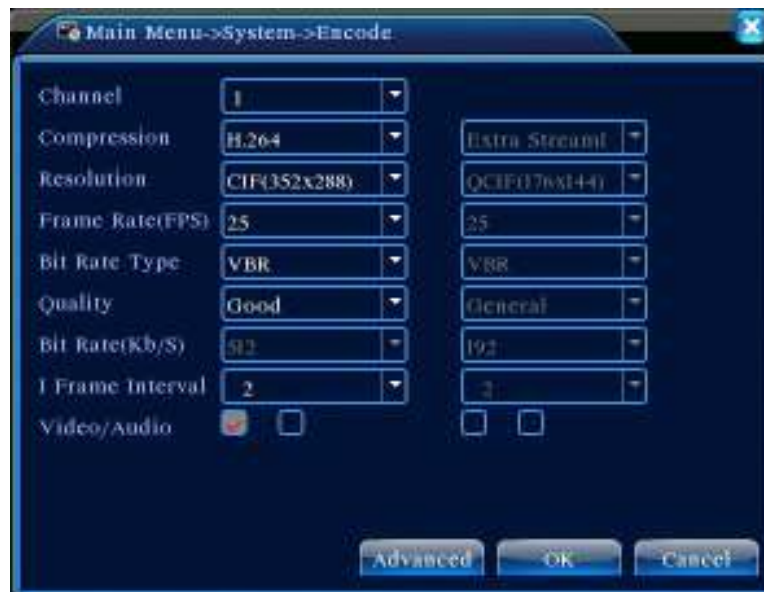 Main Menu->System->Encode
Channel 1
Compression H.264 Extra Stream1
Resolution CIF(352x288) QCIF(176x144)
Frame Rate(FPS) 25 25
Bit Rate Type VBR VBR
Quality Good General
Bit Rate(Kb/S) 512 192
I Frame Interval 2 2
Video/Audio
Advanced OK Cancel